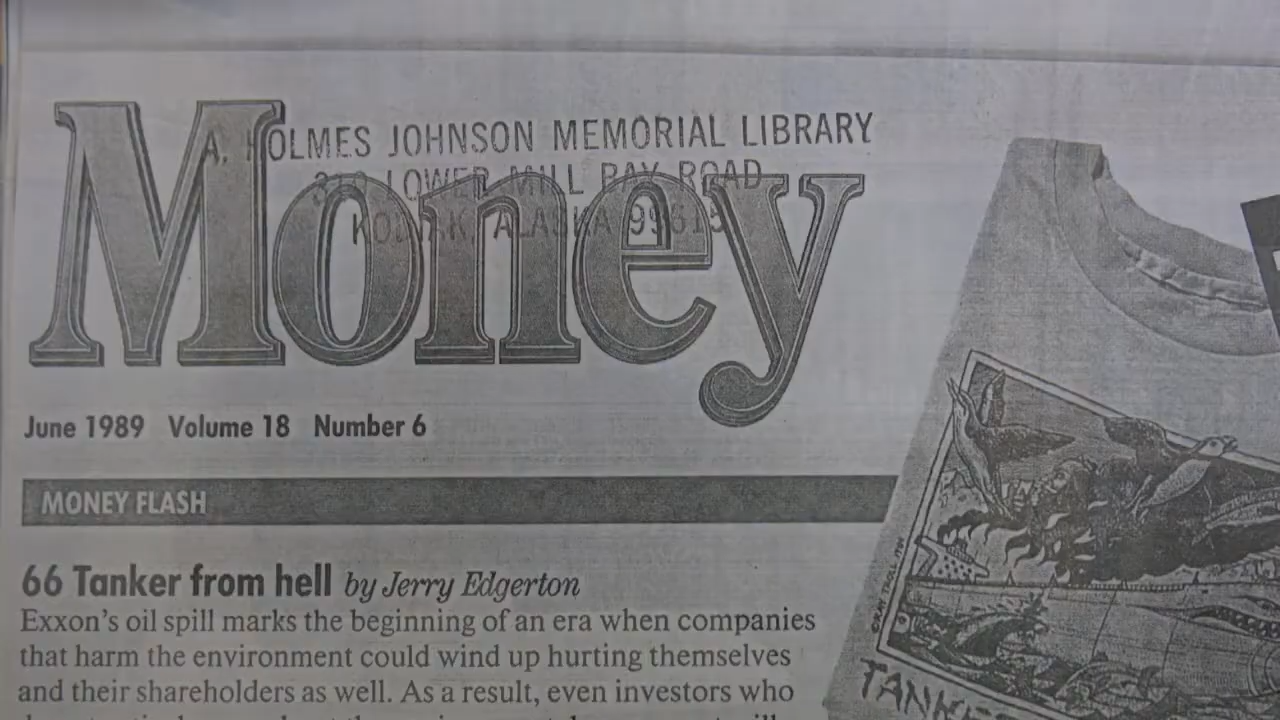 Money
A. HOLMES JOHNSON MEMORIAL LIBRARY
LOWER MILL BAY ROAD
KODIAK, ALASKA 99615
June 1989 Volume 18 Number 6
MONEY FLASH
66 Tanker from hell by Jerry Edgerton
Exxon's oil spill marks the beginning of an era when companies
that harm the environment could wind up hurting themselves
and their shareholders as well. As a result, even investors who
TANKE